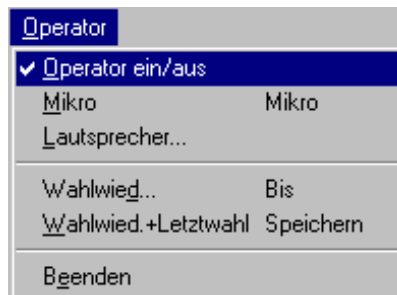 Operator
✔ Operator ein/aus
Mikro Mikro
Lautsprecher...
Wahlwied... Bis
Wahlwied.+Letztwahl Speichern
Beenden